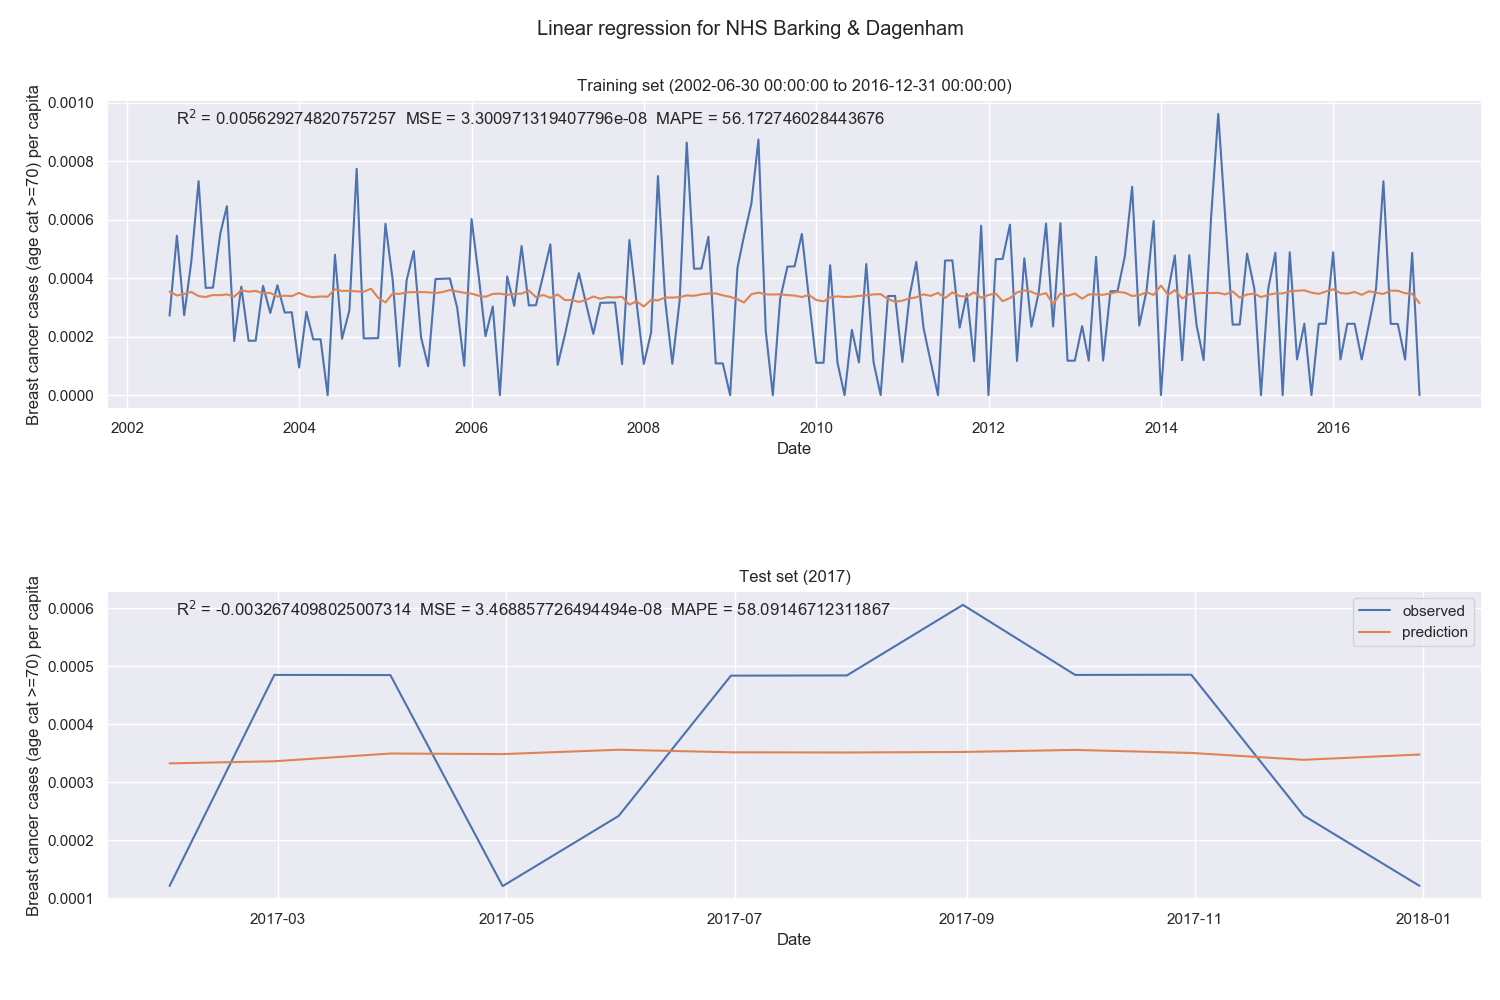 Linear regression for NHS Barking & Dagenham
Training set (2002-06-30 00:00:00 to 2016-12-31 00:00:00)
R² = 0.005629274820757257 MSE = 3.300971319407796e-08 MAPE = 56.172746028443676
Breast cancer cases (age cat >=70) per capita
0.0010
0.0008
0.0006
0.0004
0.0002
0.0000
2002 2004 2006 2008 2010 2012 2014 2016
Date
Test set (2017)
R² = -0.0032674098025007314 MSE = 3.468857726494494e-08 MAPE = 58.09146712311867
observed
prediction
Breast cancer cases (age cat >=70) per capita
0.0006
0.0005
0.0004
0.0003
0.0002
0.0001
2017-03 2017-05 2017-07 2017-09 2017-11 2018-01
Date